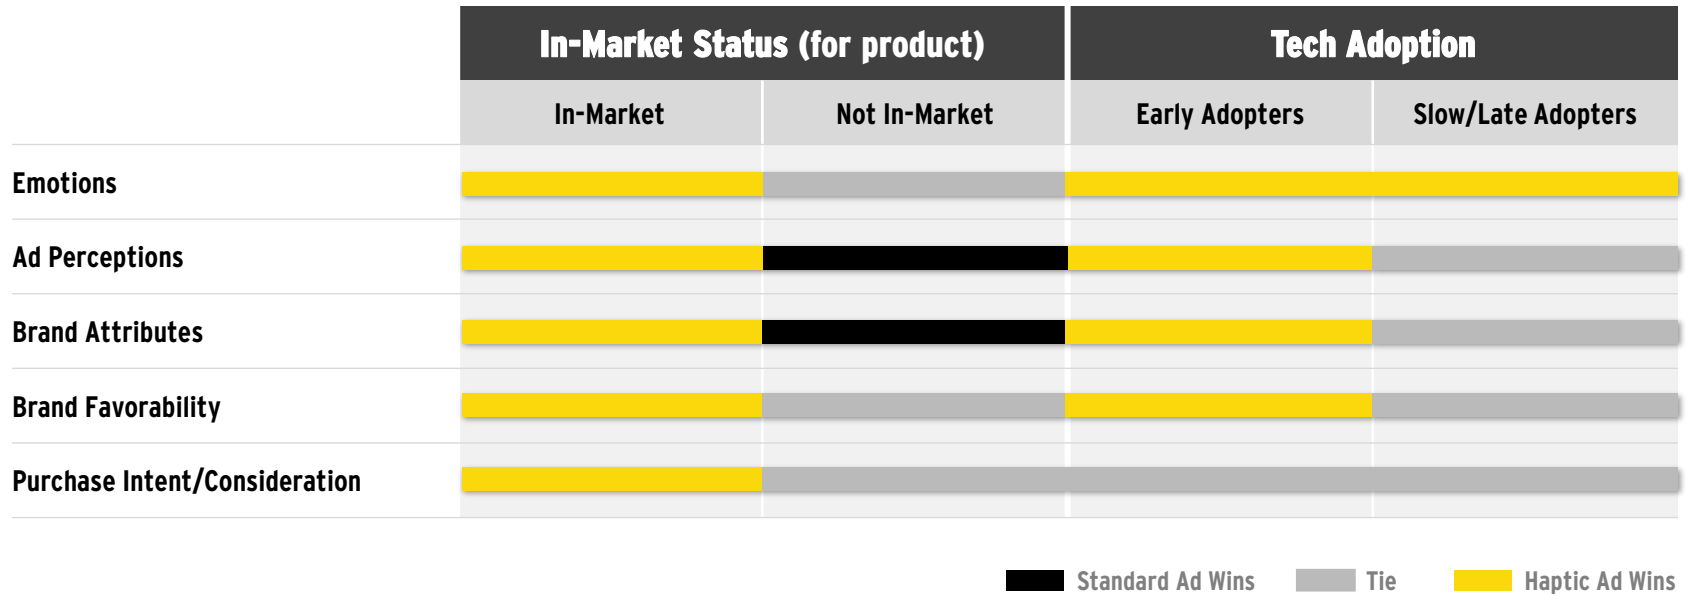 In-Market Status (for product) Tech Adoption
In-Market Not In-Market Early Adopters Slow/Late Adopters
Emotions
Ad Perceptions
Brand Attributes
Brand Favorability
Purchase Intent/Consideration
Standard Ad Wins Tie Haptic Ad Wins